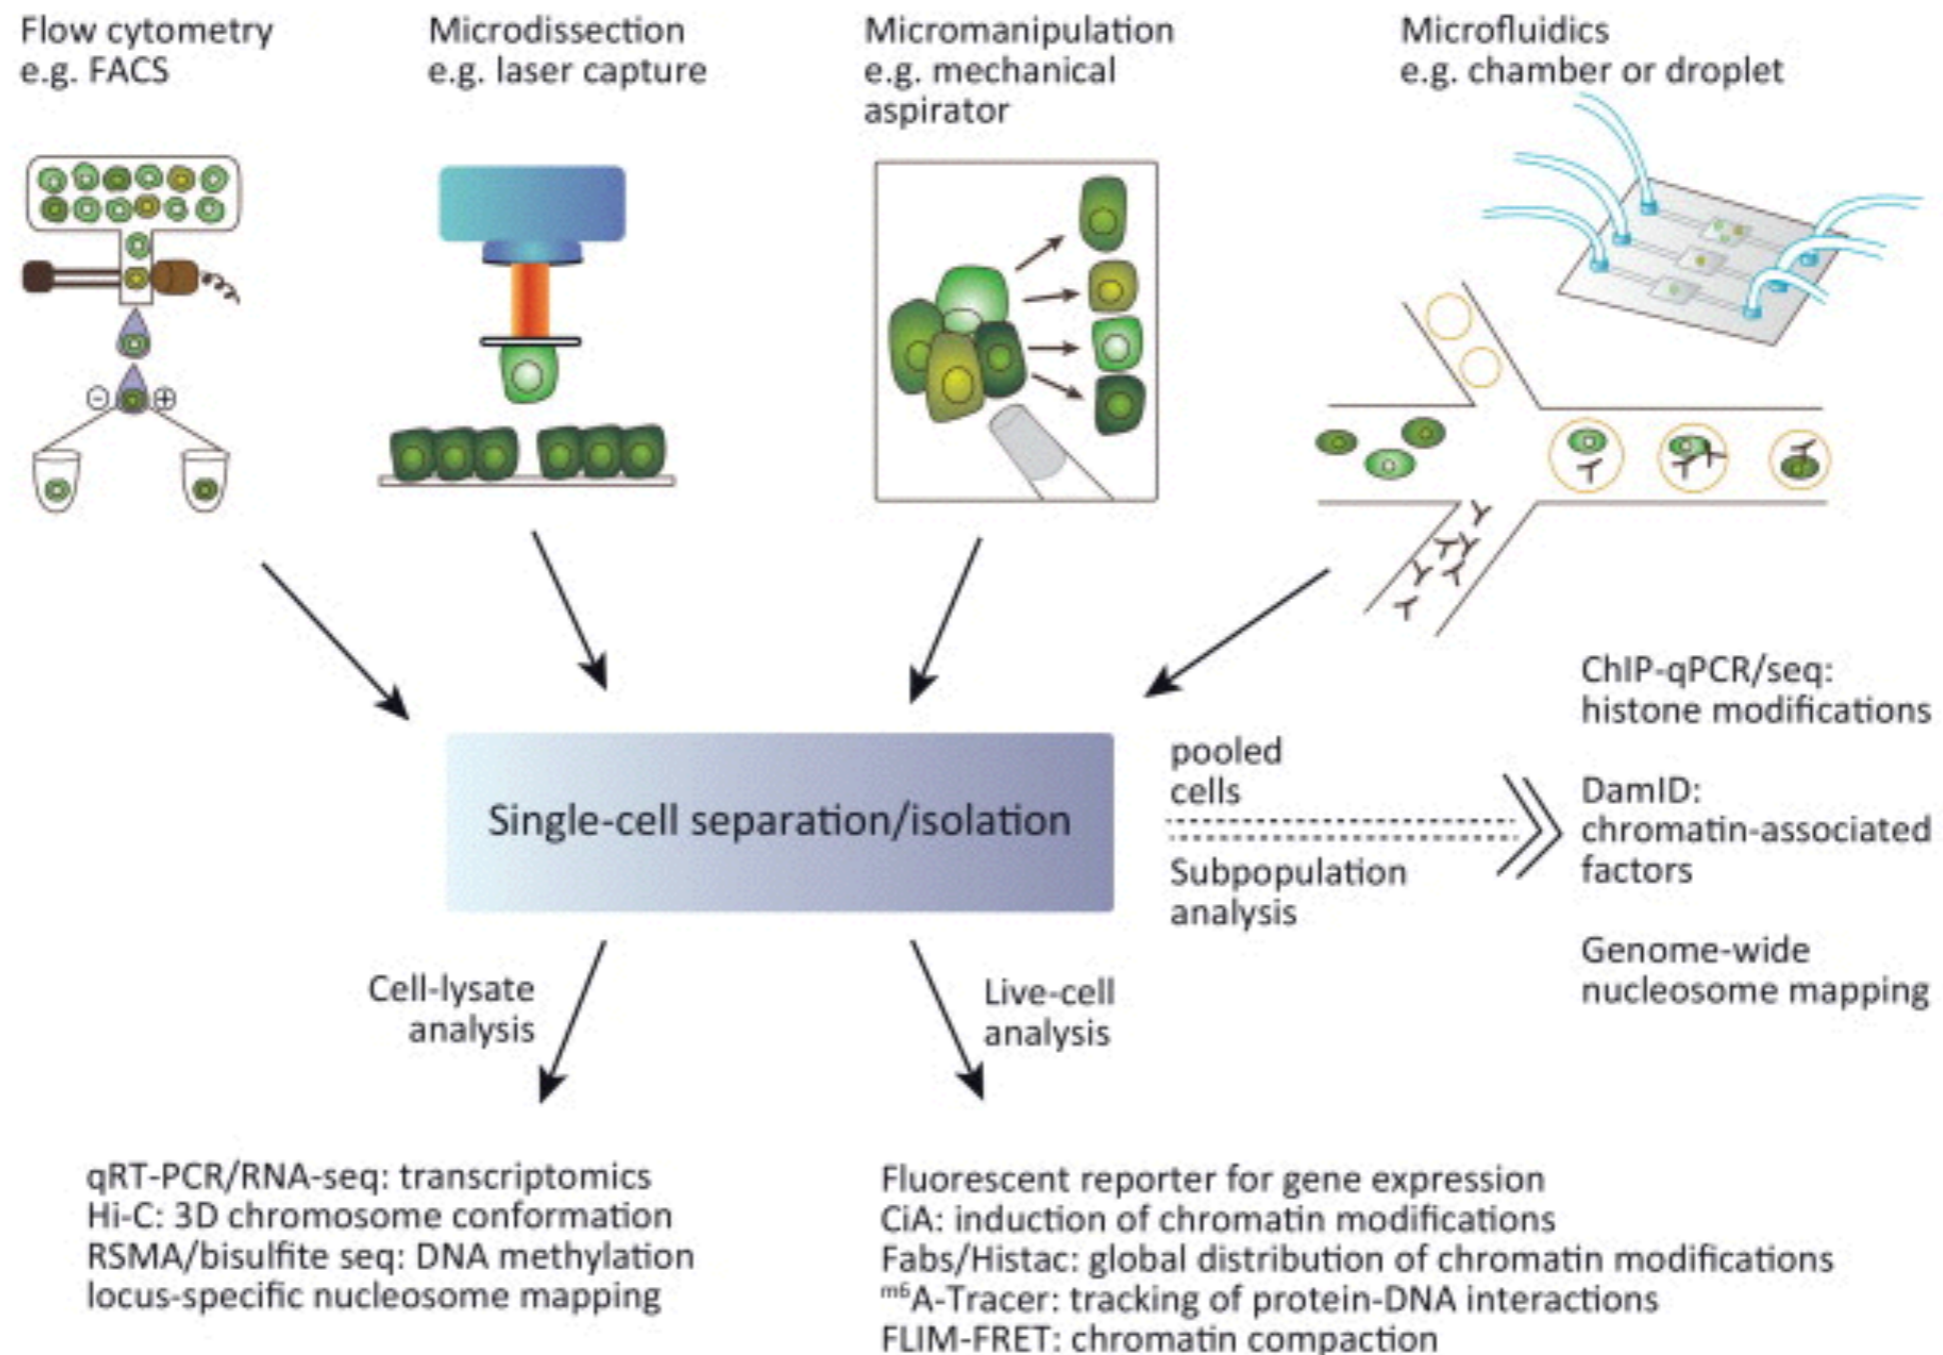 Flow cytometry
e.g. FACS
Microdissection
e.g. laser capture
Micromanipulation
e.g. mechanical
aspirator
Microfluidics
e.g. chamber or droplet
- +
Single-cell separation/isolation
pooled
cells
Subpopulation
analysis
ChIP-qPCR/seq:
histone modifications
DamID:
chromatin-associated
factors
Genome-wide
nucleosome mapping
Cell-lysate
analysis
Live-cell
analysis
qRT-PCR/RNA-seq: transcriptomics
Hi-C: 3D chromosome conformation
RSMA/bisulfite seq: DNA methylation
locus-specific nucleosome mapping
Fluorescent reporter for gene expression
CiA: induction of chromatin modifications
Fabs/Histac: global distribution of chromatin modifications
m6A-Tracer: tracking of protein-DNA interactions
FLIM-FRET: chromatin compaction